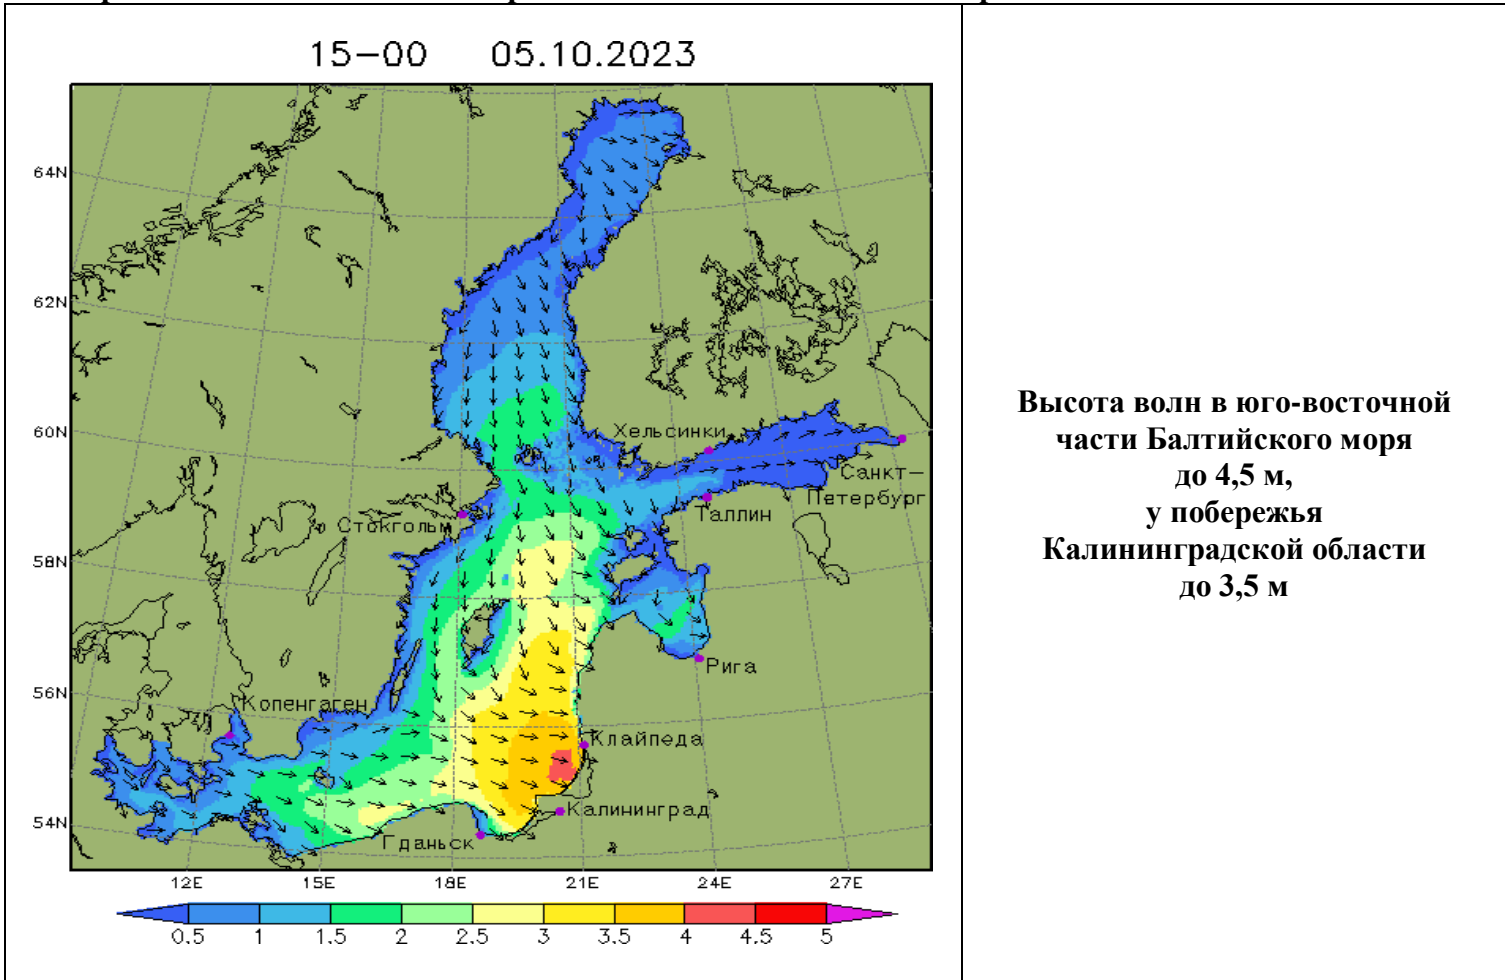 15-00 05.10.2023
64N
62N
60N
58N
56N
54N
Хельсинки
Санкт-
Петербург
Таллин
Стокгольм
Рига
Копенгаген
Клайпеда
Калининград
Гданьск
12E 15E 18E 21E 24E 27E
0.5 1 1.5 2 2.5 3 3.5 4 4.5 5
Высота волн в юго-восточной
части Балтийского моря
до 4,5 м,
у побережья
Калининградской области
до 3,5 м